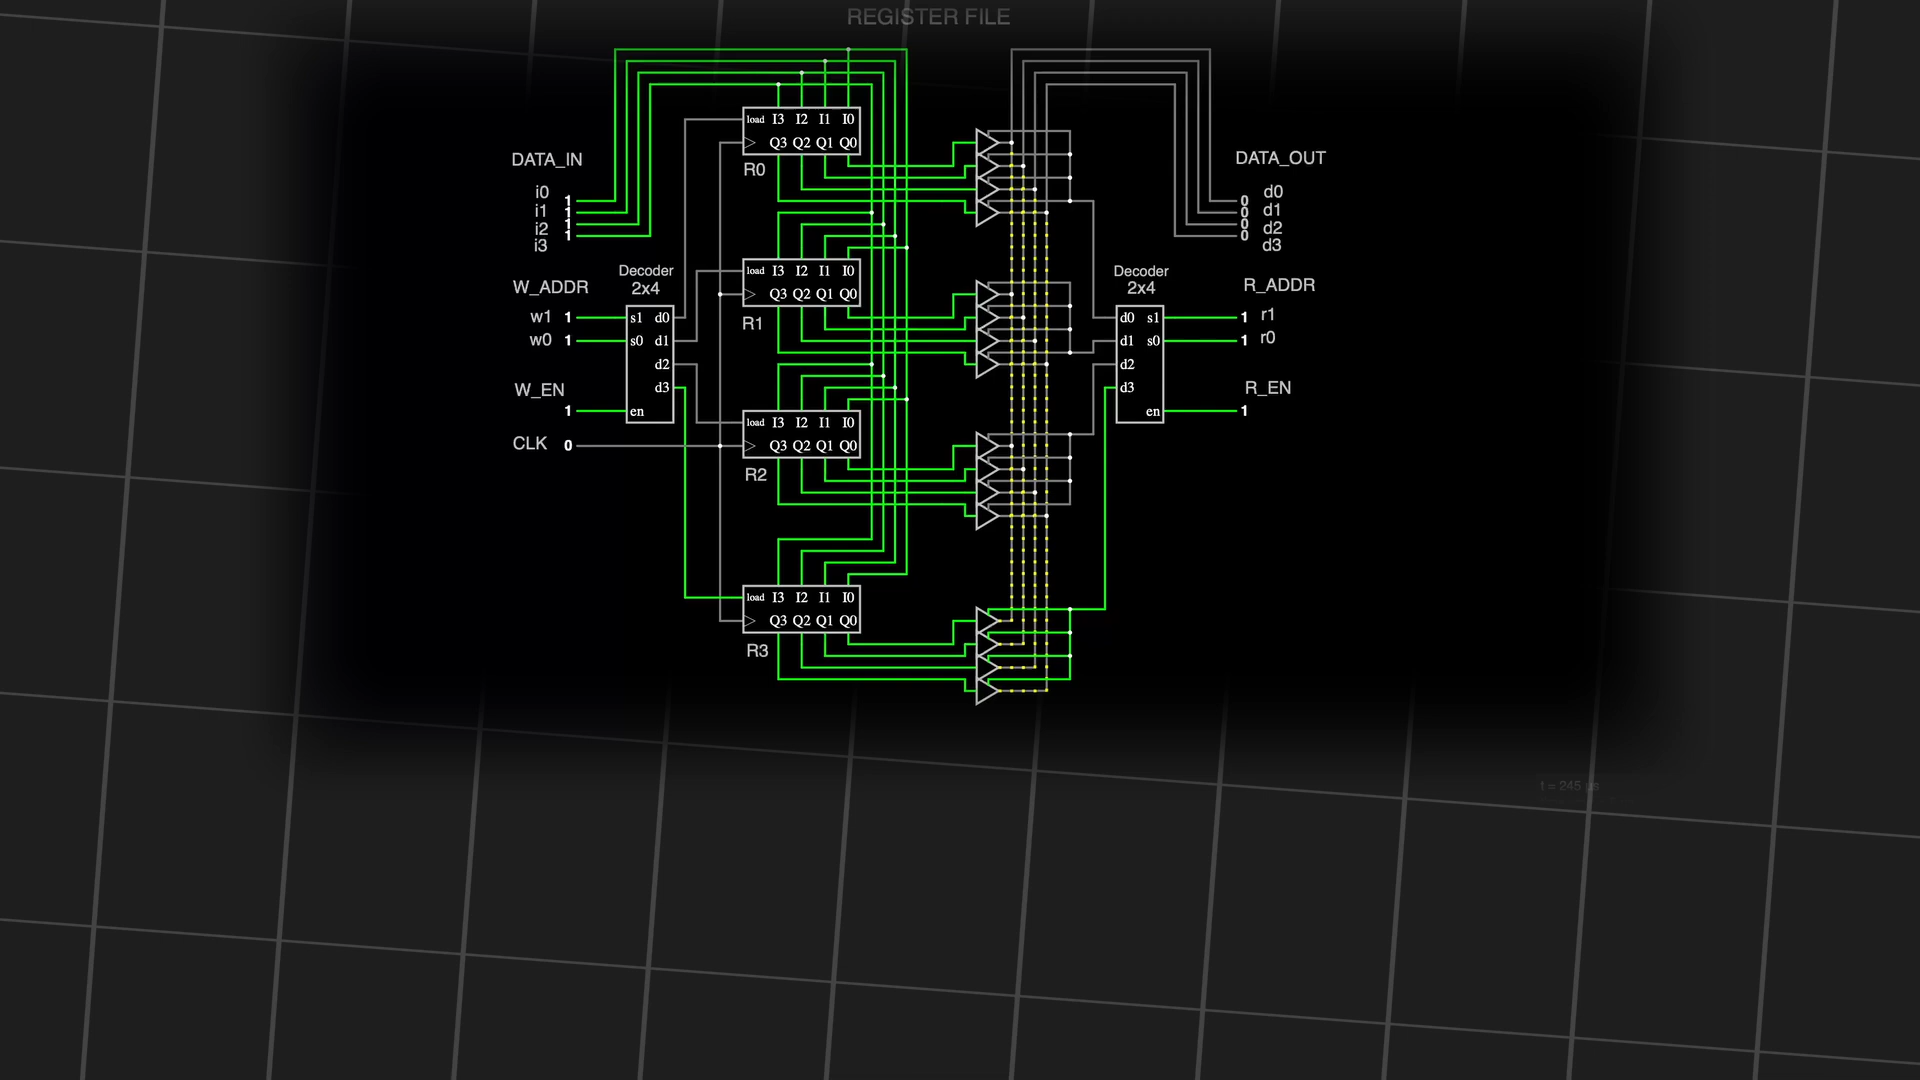 REGISTER FILE
DATA_IN
i0 1
i1 1
i2 1
i3
W_ADDR
w1 1
w0 1
W_EN
1
CLK 0
Decoder
2x4
s1 d0
s0 d1
d2
d3
en
load I3 I2 I1 I0
Q3 Q2 Q1 Q0
R0
load I3 I2 I1 I0
Q3 Q2 Q1 Q0
R1
load I3 I2 I1 I0
Q3 Q2 Q1 Q0
R2
load I3 I2 I1 I0
Q3 Q2 Q1 Q0
R3
Decoder
2x4
d0 s1
d1 s0
d2
d3
en
DATA_OUT
d0
0 d1
0 d2
0 d3
0
R_ADDR
1 r1
1 r0
R_EN
1
t = 245 µs